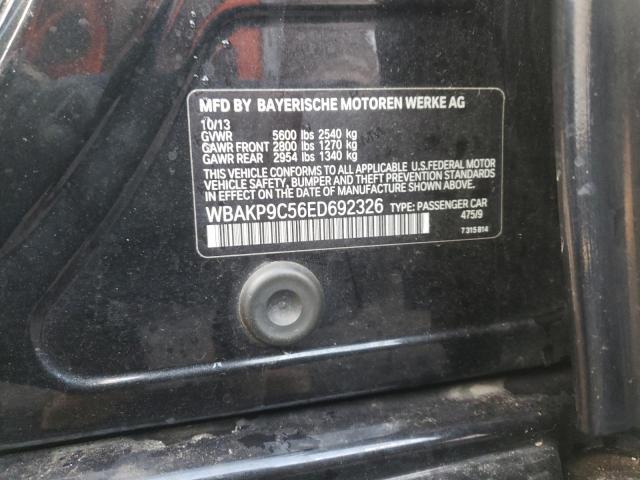 MFD BY BAYERISCHE MOTOREN WERKE AG
10/13
GVWR 5600 lbs 2540 kg
GAWR FRONT 2800 lbs 1270 kg
GAWR REAR 2954 lbs 1340 kg
THIS VEHICLE CONFORMS TO ALL APPLICABLE U.S.FEDERAL MOTOR
VEHICLE SAFETY, BUMPER, AND THEFT PREVENTION STANDARDS
IN EFFECT ON THE DATE OF MANUFACTURE SHOWN ABOVE.
WBAKP9C56ED692326 TYPE: PASSENGER CAR
475/9
7 315 814